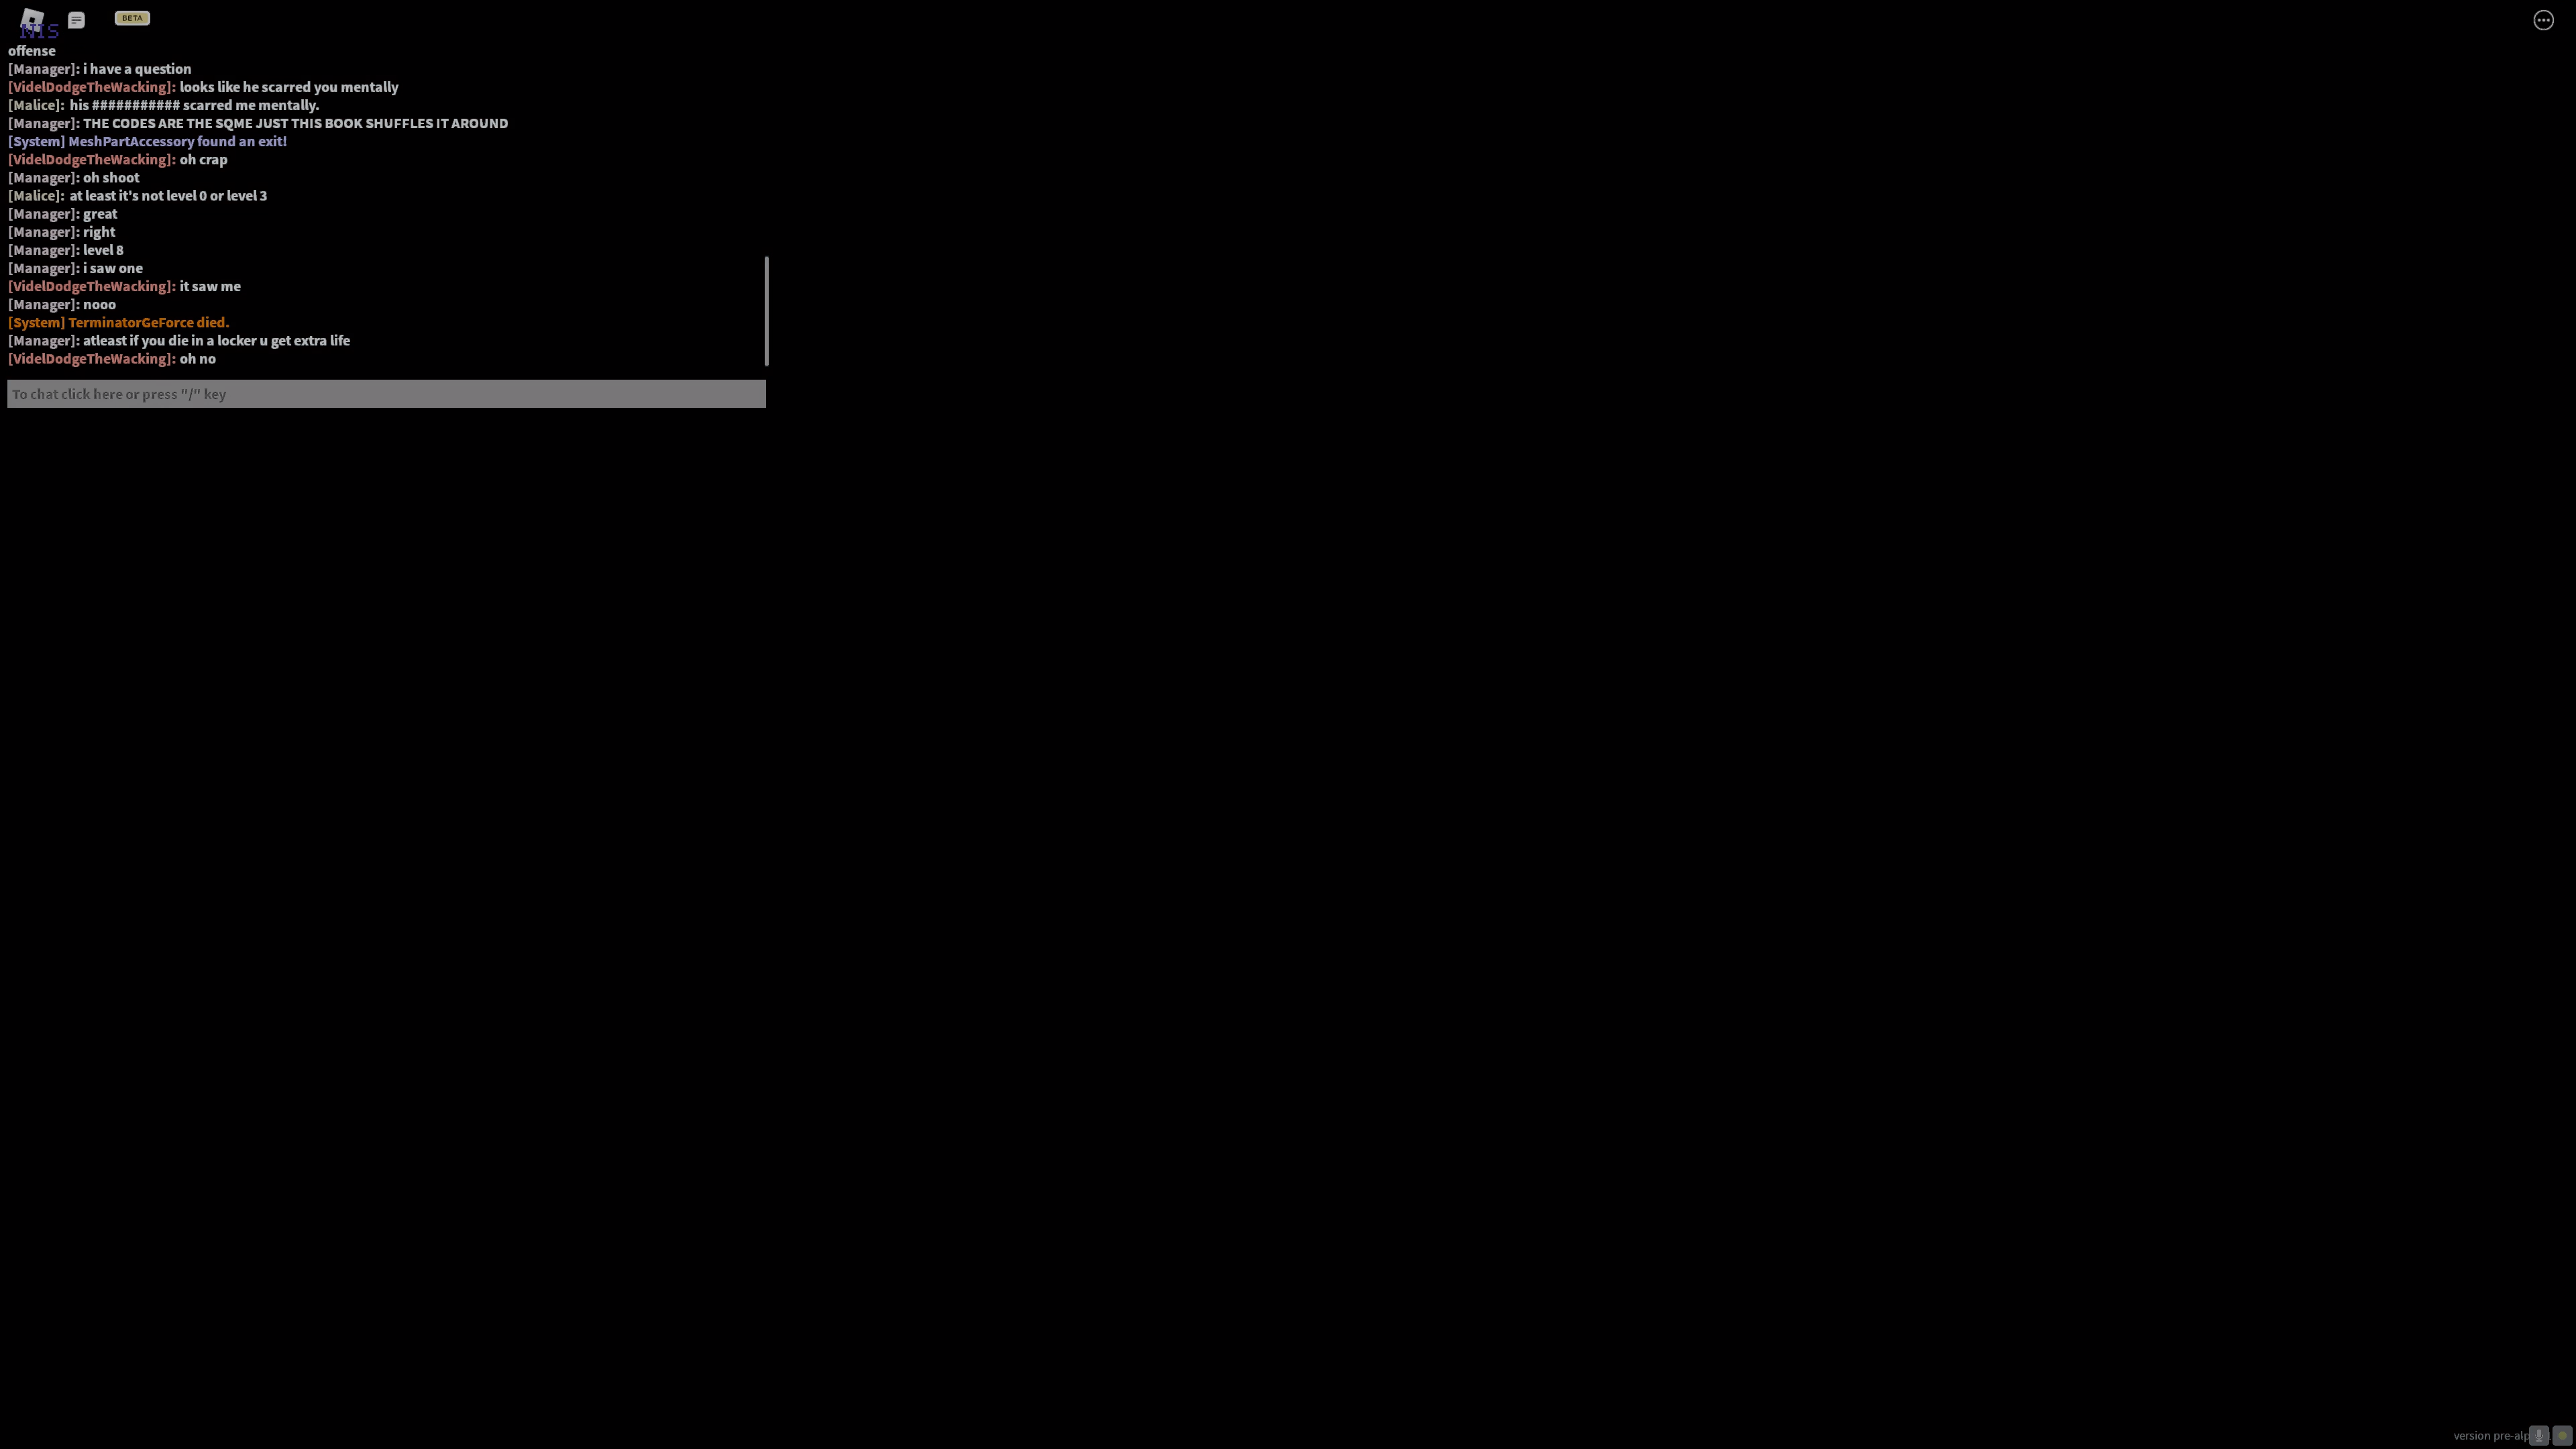 NIS
BETA
offense
[Manager]: i have a question
[VidelDodgeTheWacking]: looks like he scarred you mentally
[Malice]: his ########### scarred me mentally.
[Manager]: THE CODES ARE THE SQME JUST THIS BOOK SHUFFLES IT AROUND
[System] MeshPartAccessory found an exit!
[VidelDodgeTheWacking]: oh crap
[Manager]: oh shoot
[Malice]: at least it's not level 0 or level 3
[Manager]: great
[Manager]: right
[Manager]: level 8
[Manager]: i saw one
[VidelDodgeTheWacking]: it saw me
[Manager]: nooo
[System] TerminatorGeForce died.
[Manager]: atleast if you die in a locker u get extra life
[VidelDodgeTheWacking]: oh no
To chat click here or press "/" key
version